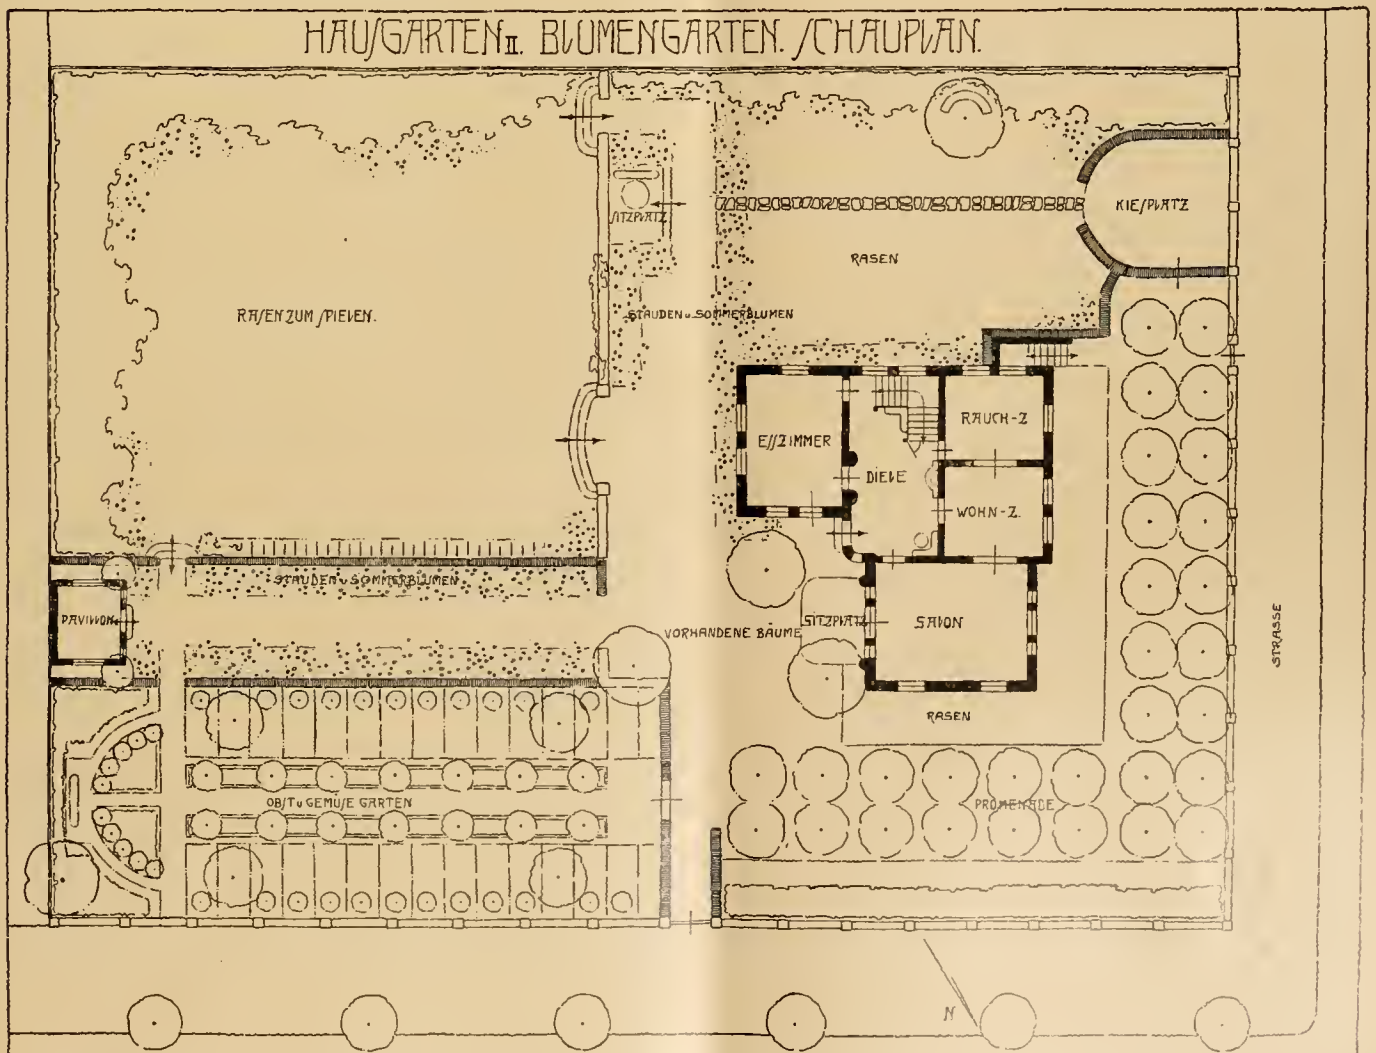 HAUSGARTEN II. BLUMENGARTEN. SCHAUPLAN.
KIESPLATZ
SITZPLATZ
RASEN
RASEN ZUM SPIELEN.
STAUDEN u. SOMMERBLUMEN
RAUCH-Z
ESSZIMMER
DIELE
WOHN-Z.
STAUDEN u SOMMERBLUMEN
PAVILLON
VORHANDENE BÄUME
SITZPLATZ
SALON
STRASSE
RASEN
OBST u GEMÜSE GARTEN
PROMENADE
N